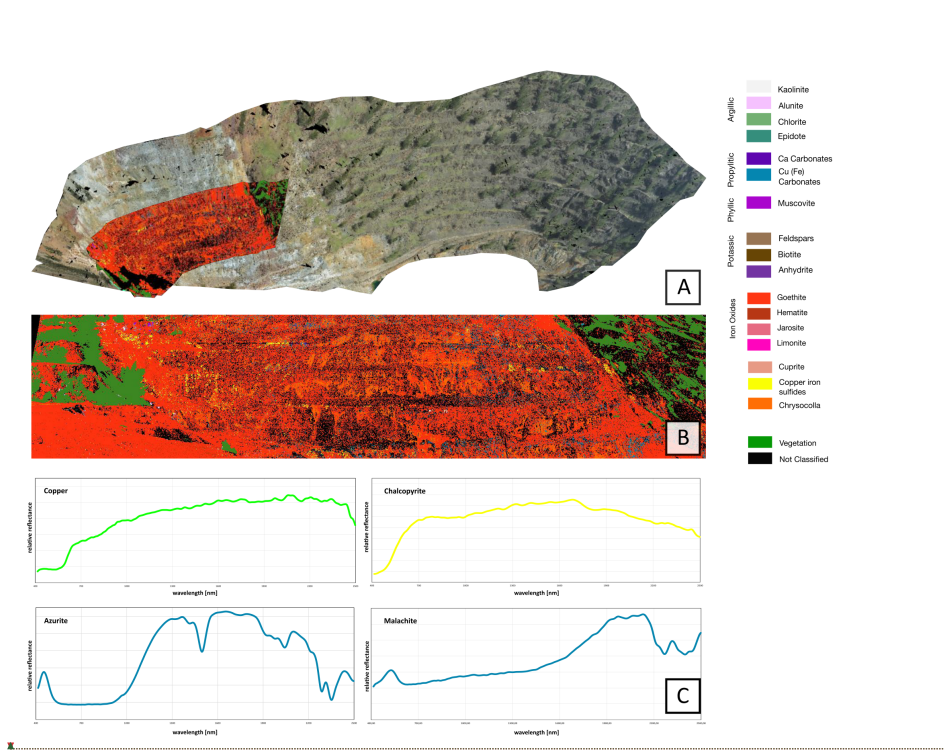 Argillic
Kaolinite
Alunite
Chlorite
Epidote
Propylitic
Ca Carbonates
Cu (Fe)
Carbonates
Phyllic
Muscovite
Potassic
Feldspars
Biotite
Anhydrite
Iron Oxides
Goethite
Hematite
Jarosite
Limonite
Cuprite
Copper iron
sulfides
Chrysocolla
Vegetation
Not Classified
A
B
Copper
relative reflectance
wavelength [nm]
Chalcopyrite
relative reflectance
wavelength [nm]
Azurite
relative reflectance
wavelength [nm]
Malachite
relative reflectance
wavelength [nm]
C